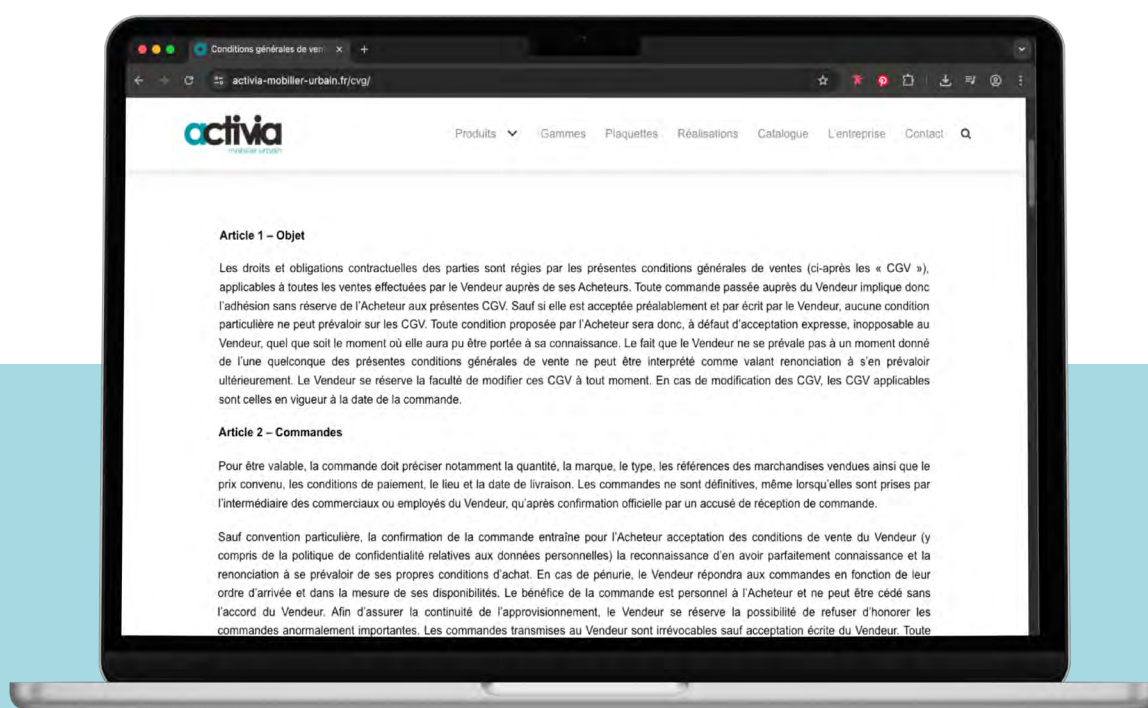 Conditions générales de ven
activia-mobilier-urbain.fr/cvg/
activia
mobilier urbain
Produits Gammes Plaquettes Réalisations Catalogue L'entreprise Contact
Article 1 – Objet
Les droits et obligations contractuelles des parties sont régies par les présentes conditions générales de ventes (ci-après les « CGV »),
applicables à toutes les ventes effectuées par le Vendeur auprès de ses Acheteurs. Toute commande passée auprès du Vendeur implique donc
l'adhésion sans réserve de l'Acheteur aux présentes CGV. Sauf si elle est acceptée préalablement et par écrit par le Vendeur, aucune condition
particulière ne peut prévaloir sur les CGV. Toute condition proposée par l'Acheteur sera donc, à défaut d'acceptation expresse, inopposable au
Vendeur, quel que soit le moment où elle aura pu être portée à sa connaissance. Le fait que le Vendeur ne se prévale pas à un moment donné
de l'une quelconque des présentes conditions générales de vente ne peut être interprété comme valant renonciation à s'en prévaloir
ultérieurement. Le Vendeur se réserve la faculté de modifier ces CGV à tout moment. En cas de modification des CGV, les CGV applicables
sont celles en vigueur à la date de la commande.
Article 2 – Commandes
Pour être valable, la commande doit préciser notamment la quantité, la marque, le type, les références des marchandises vendues ainsi que le
prix convenu, les conditions de paiement, le lieu et la date de livraison. Les commandes ne sont définitives, même lorsqu'elles sont prises par
l'intermédiaire des commerciaux ou employés du Vendeur, qu'après confirmation officielle par un accusé de réception de commande.
Sauf convention particulière, la confirmation de la commande entraîne pour l'Acheteur acceptation des conditions de vente du Vendeur (y
compris de la politique de confidentialité relatives aux données personnelles) la reconnaissance d'en avoir parfaitement connaissance et la
renonciation à se prévaloir de ses propres conditions d'achat. En cas de pénurie, le Vendeur répondra aux commandes en fonction de leur
ordre d'arrivée et dans la mesure de ses disponibilités. Le bénéfice de la commande est personnel à l'Acheteur et ne peut être cédé sans
l'accord du Vendeur. Afin d'assurer la continuité de l'approvisionnement, le Vendeur se réserve la possibilité de refuser d'honorer les
commandes anormalement importantes. Les commandes transmises au Vendeur sont irrévocables sauf acceptation écrite du Vendeur. Toute